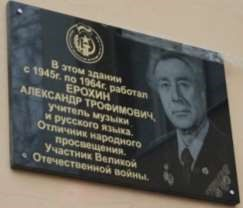 В этом здании
с 1945г. по 1964г. работал
ЕРОХИН
АЛЕКСАНДР ТРОФИМОВИЧ,
учитель музыки
и русского языка.
Отличник народного
просвещения.
Участник Великой
Отечественной войны.